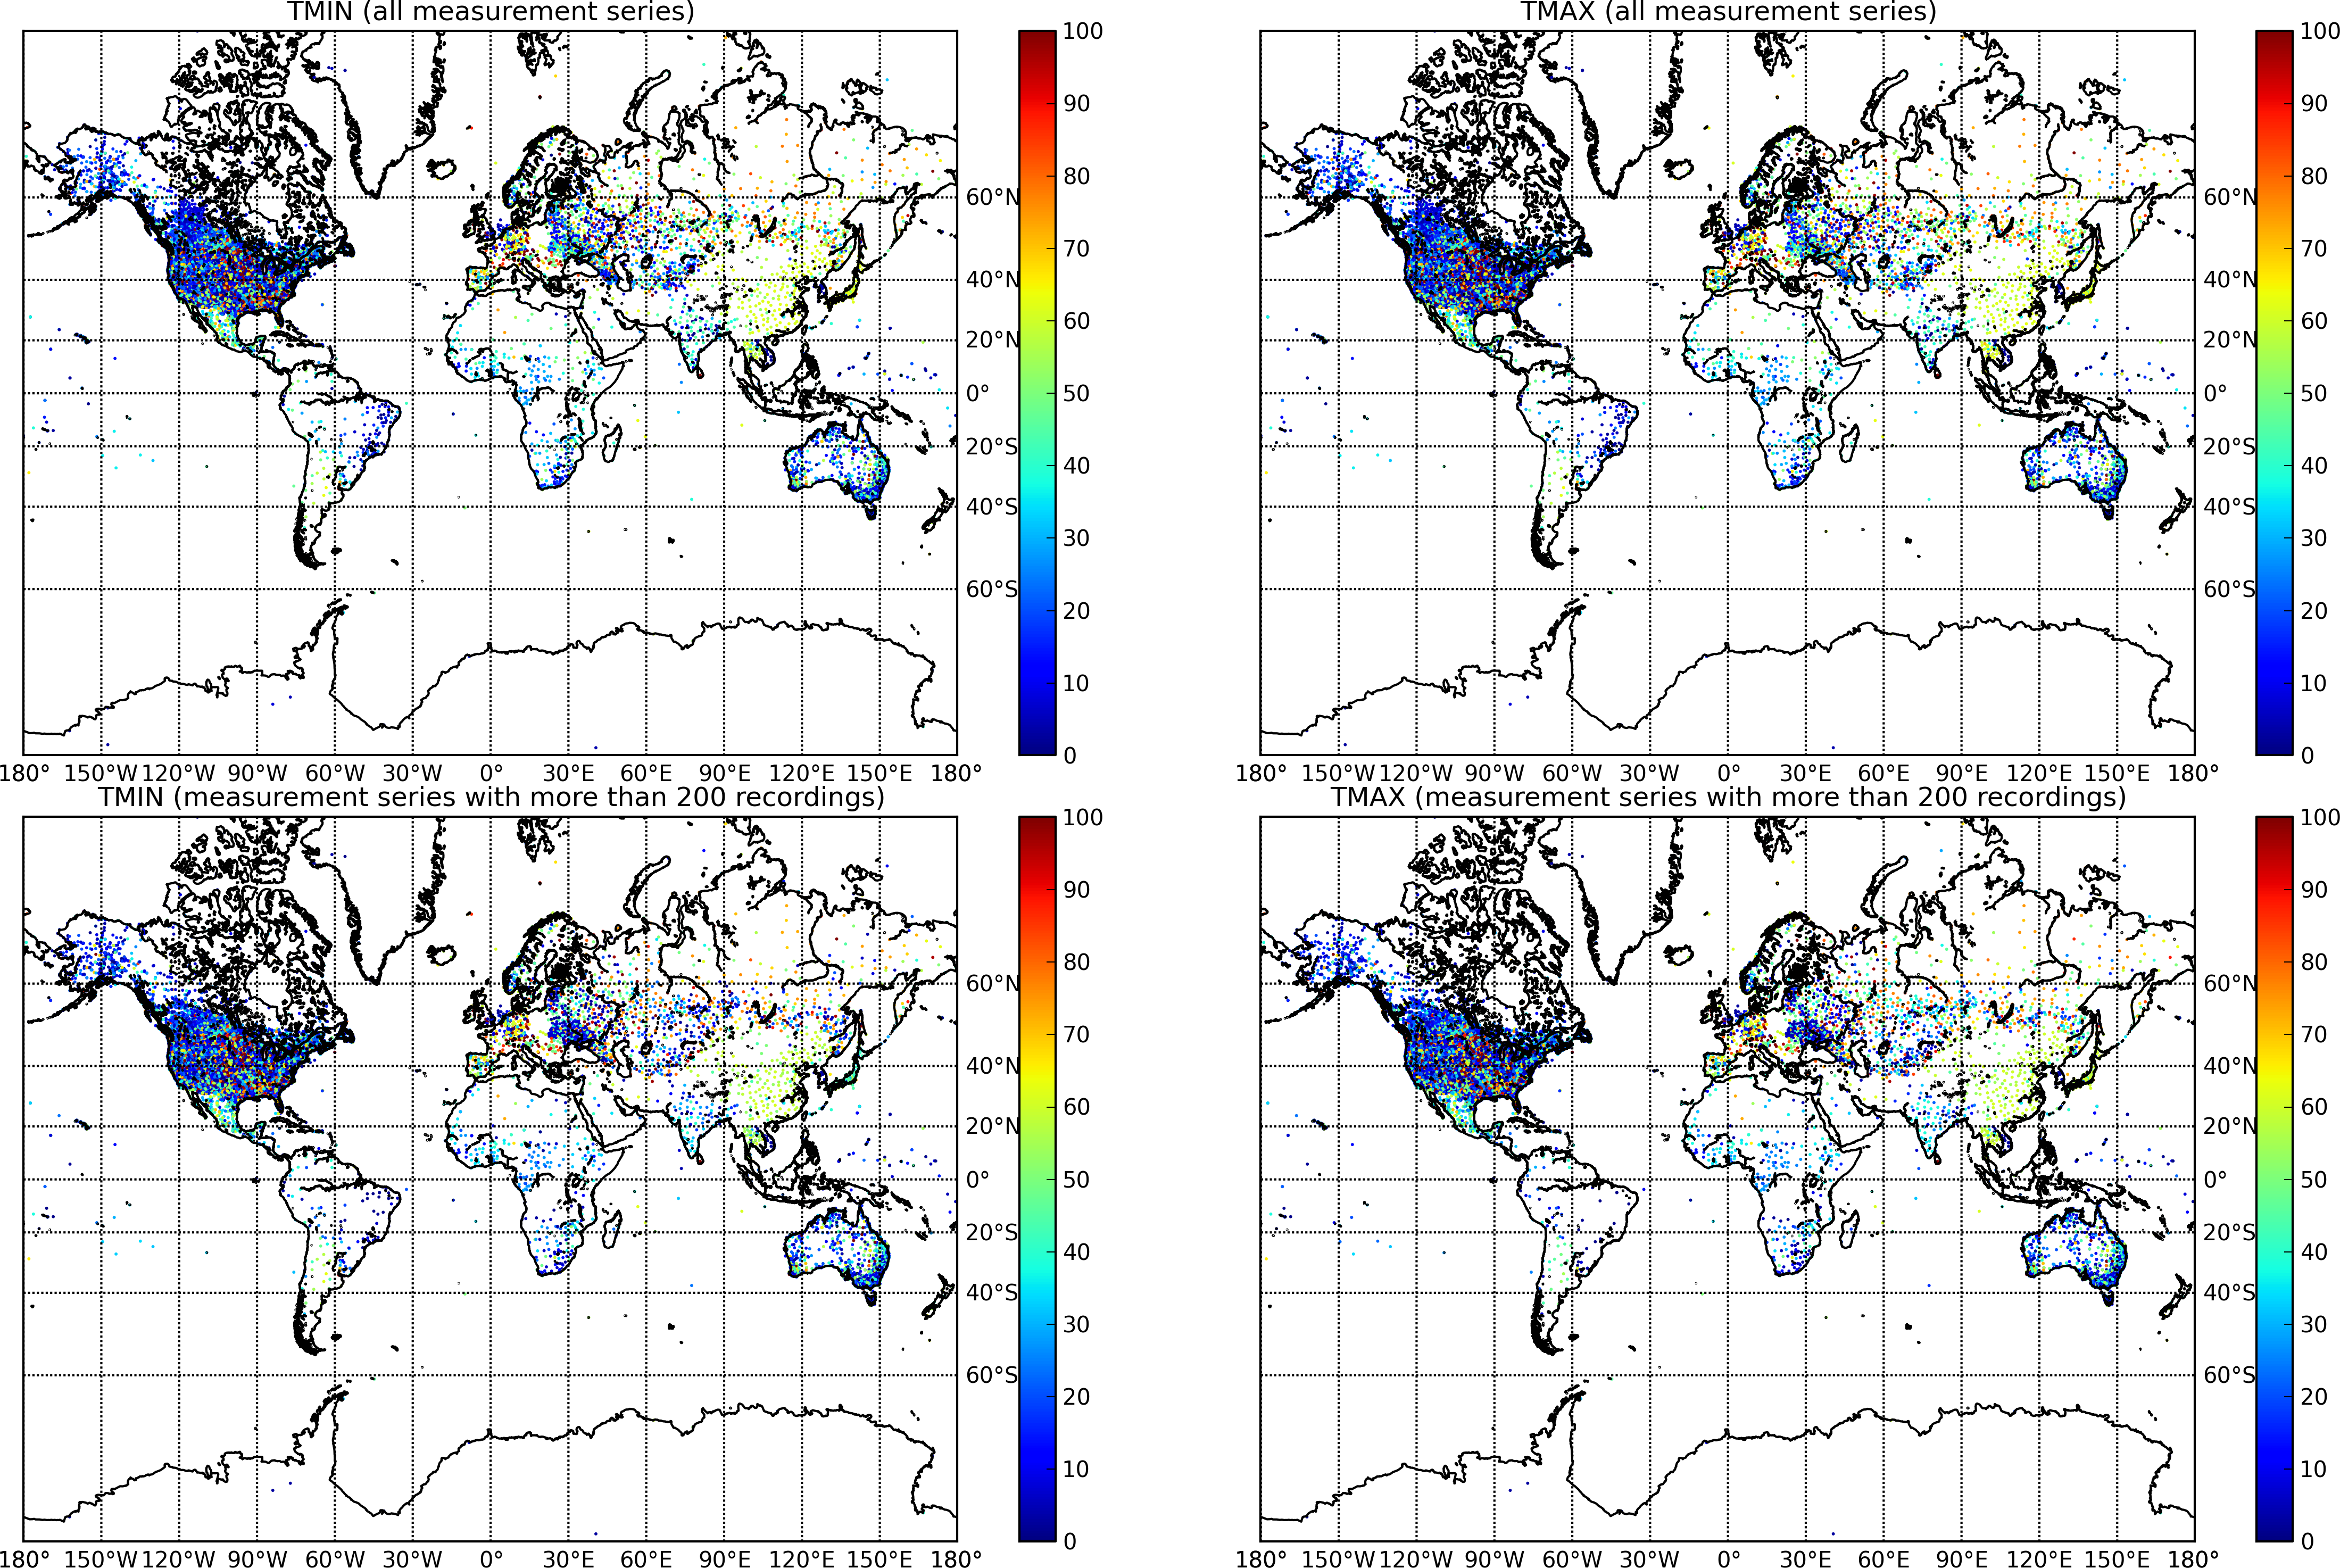 TMIN (all measurement series)
100
90
80
70
60
50
40
30
20
10
0
60°N
40°N
20°N
0°
20°S
40°S
60°S
180° 150°W 120°W 90°W 60°W 30°W 0° 30°E 60°E 90°E 120°E 150°E 180°
TMAX (all measurement series)
100
90
80
70
60
50
40
30
20
10
0
60°N
40°N
20°N
0°
20°S
40°S
60°S
180° 150°W 120°W 90°W 60°W 30°W 0° 30°E 60°E 90°E 120°E 150°E 180°
TMIN (measurement series with more than 200 recordings)
100
90
80
70
60
50
40
30
20
10
0
60°N
40°N
20°N
0°
20°S
40°S
60°S
180° 150°W 120°W 90°W 60°W 30°W 0° 30°E 60°E 90°E 120°E 150°E 180°
TMAX (measurement series with more than 200 recordings)
100
90
80
70
60
50
40
30
20
10
0
60°N
40°N
20°N
0°
20°S
40°S
60°S
180° 150°W 120°W 90°W 60°W 30°W 0° 30°E 60°E 90°E 120°E 150°E 180°